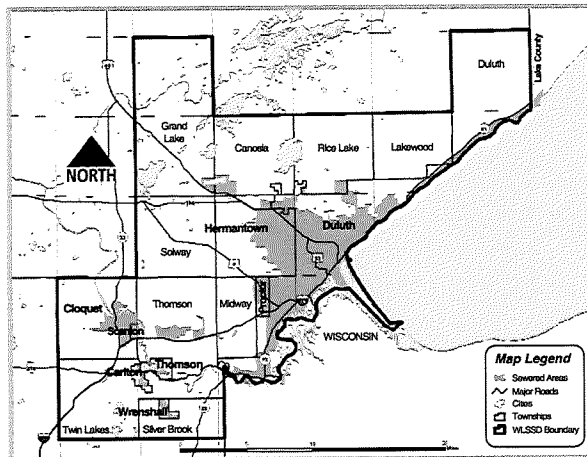 Duluth
Lake County
Grand
Lake
Canosia
Rice Lake
Lakewood
NORTH
Hermantown
Duluth
Solway
Cloquet
Thomson
Midway
Proctor
Scanlon
WISCONSIN
Carlton
Thomson
Wrenshall
Twin Lakes
Silver Brook
Map Legend
Sewered Areas
Major Roads
Cities
Townships
WLSSD Boundary